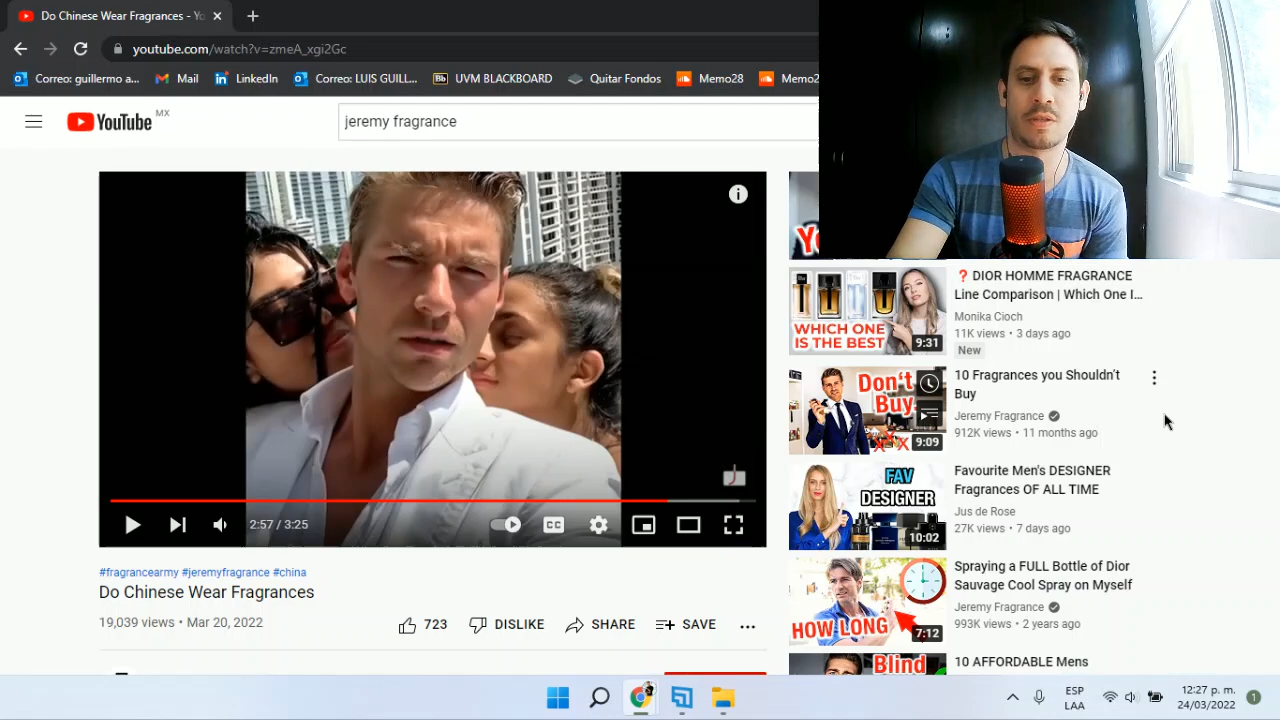 Do Chinese Wear Fragrances - Yo
youtube.com/watch?v=zmeA_xgi2Gc
Correo: guillermo a...
Mail
LinkedIn
CORREO GUILL...
UVM BLACKBOARD
Quitar Fondos
Memo28
Memo2
YouTube MX
jeremy fragrance
2:57 / 3:25
CC
#fragrancearmy #jeremyfragrance #china
Do Chinese Wear Fragrances
19,039 views • Mar 20, 2022
723
DISLIKE
SHARE
SAVE
WHICH ONE
IS THE BEST
9:31
❓ DIOR HOMME FRAGRANCE
Line Comparison | Which One I...
Monika Cioch
11K views • 3 days ago
New
Don't
Buy
9:09
10 Fragrances you Shouldn't
Buy
Jeremy Fragrance
912K views • 11 months ago
FAV
DESIGNER
10:02
Favourite Men's DESIGNER
Fragrances OF ALL TIME
Jus de Rose
27K views • 7 days ago
HOW LONG
7:12
Spraying a FULL Bottle of Dior
Sauvage Cool Spray on Myself
Jeremy Fragrance
993K views • 2 years ago
Blind
10 AFFORDABLE Mens
ESP
LAA
12:27 p. m.
24/03/2022
1